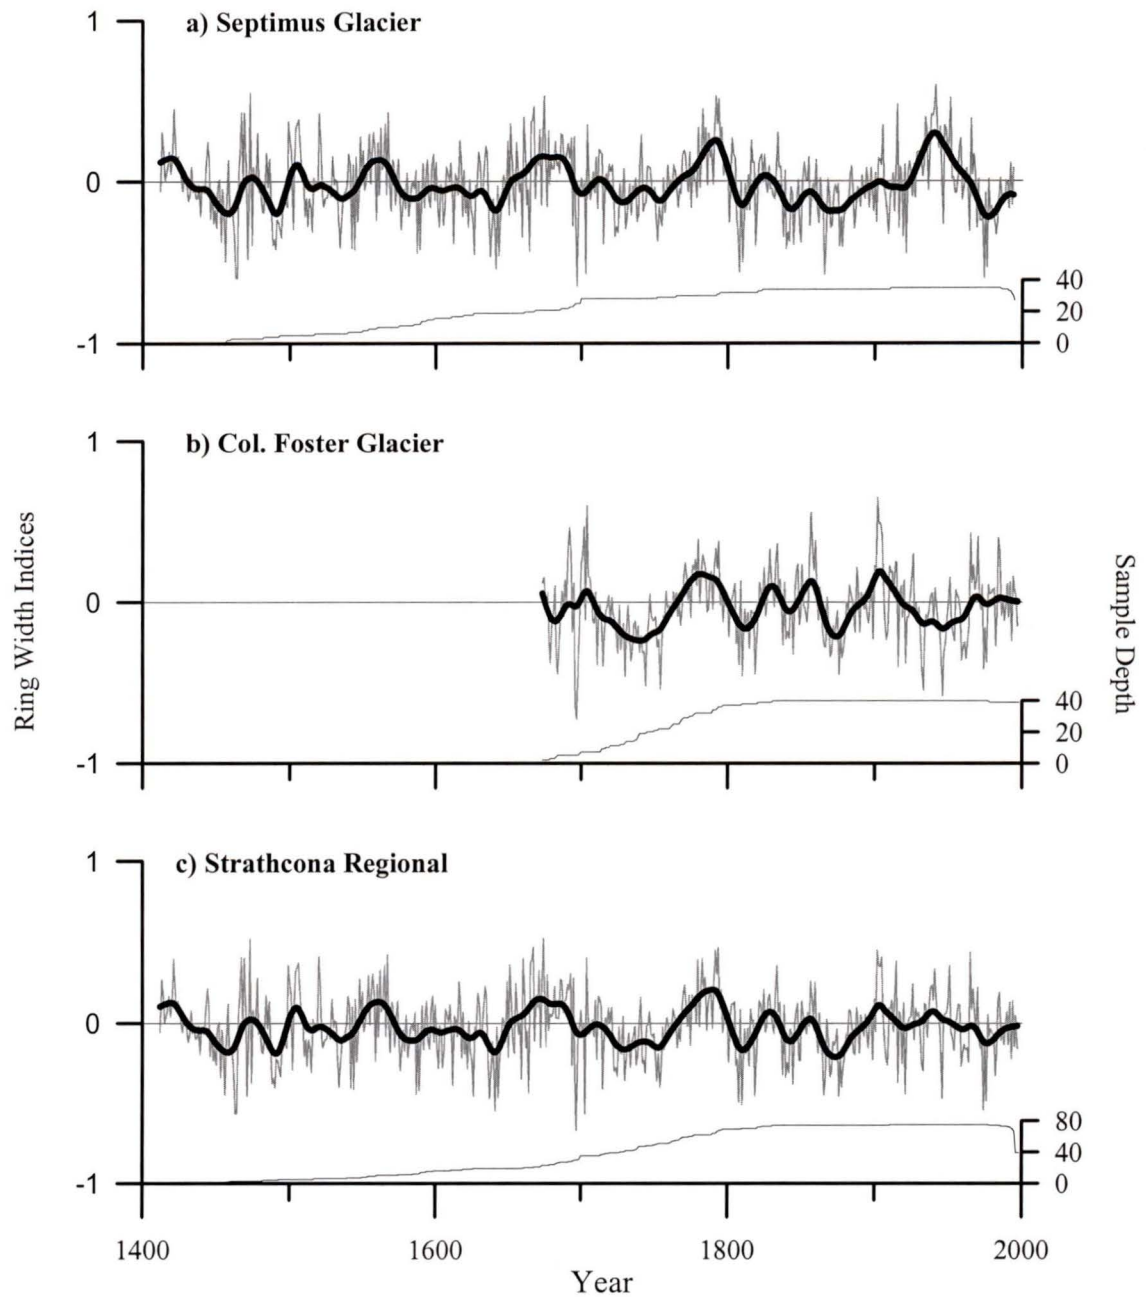 a) Septimus Glacier
1
0
-1
40
20
0
b) Col. Foster Glacier
1
0
-1
40
20
0
Ring Width Indices
Sample Depth
c) Strathcona Regional
1
0
-1
80
40
0
1400 1600 1800 2000
Year